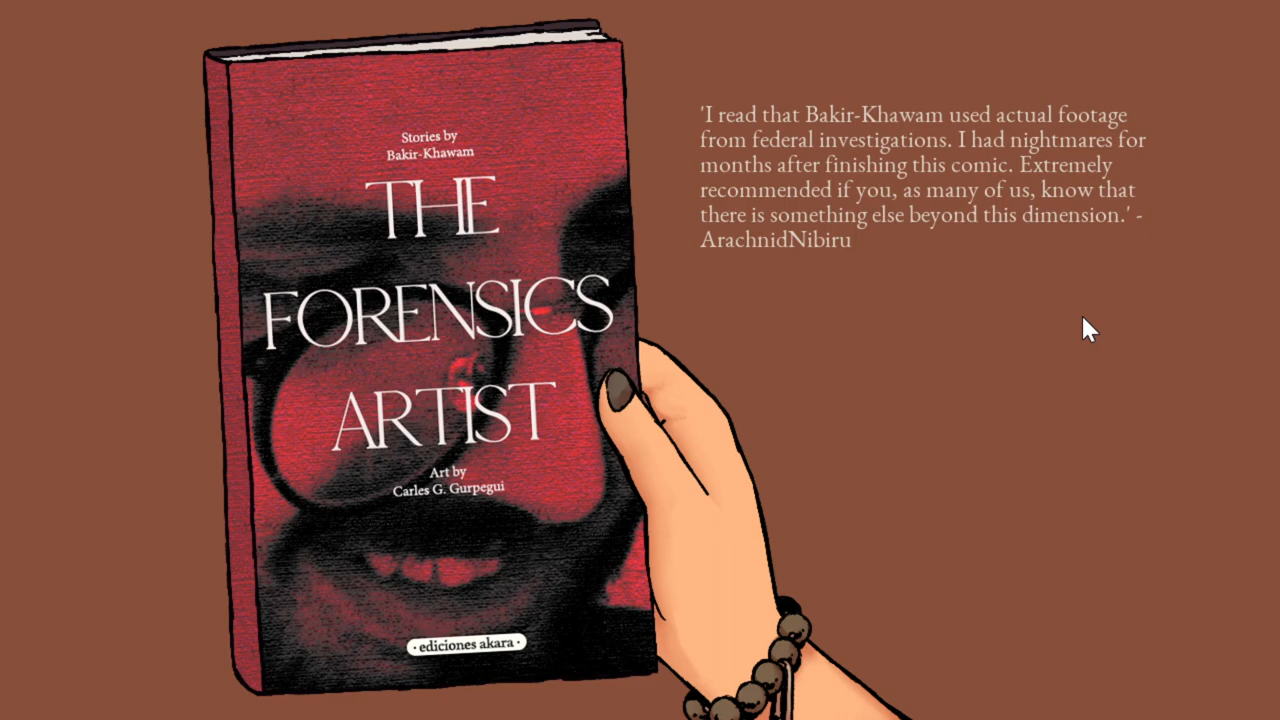 Stories by
Bakir-Khawam
THE
FORENSICS
ARTIST
Art by
Carles G. Gurpegui
· ediciones akara ·
'I read that Bakir-Khawam used actual footage
from federal investigations. I had nightmares for
months after finishing this comic. Extremely
recommended if you, as many of us, know that
there is something else beyond this dimension.' -
ArachnidNibiru